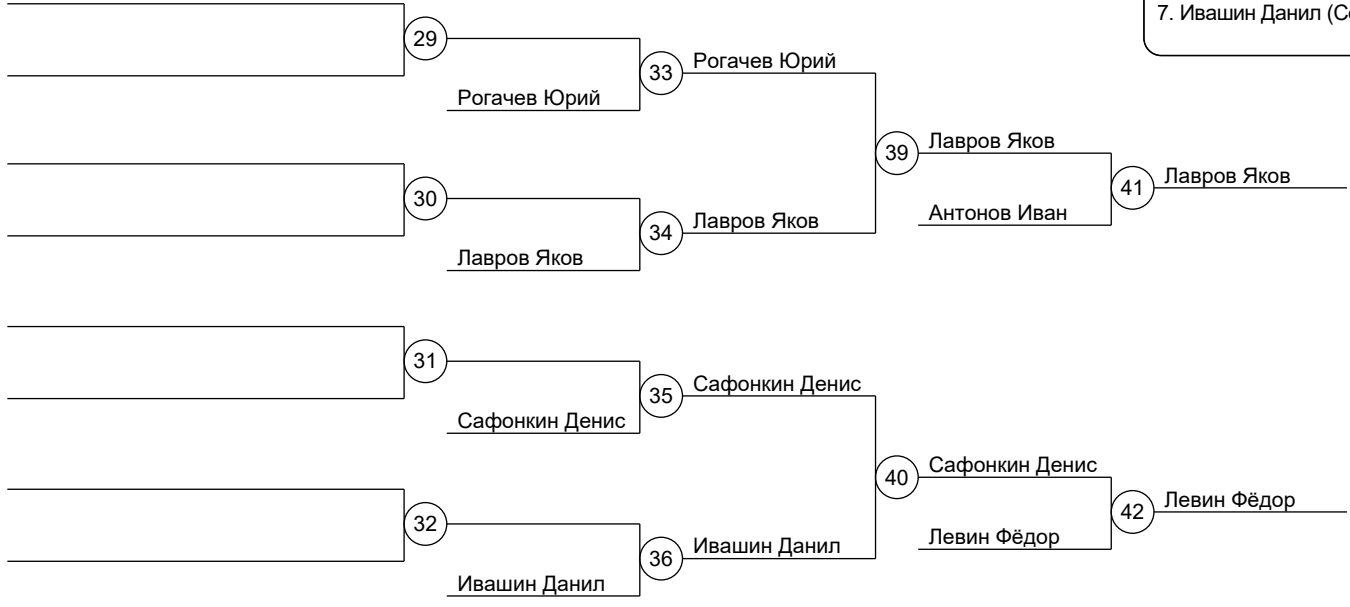 7. Ивашин Данил (С
29
33
Рогачев Юрий
Рогачев Юрий
39
Лавров Яков
41
Лавров Яков
30
Антонов Иван
34
Лавров Яков
Лавров Яков
31
35
Сафонкин Денис
Сафонкин Денис
40
Сафонкин Денис
42
Левин Фёдор
32
Левин Фёдор
36
Ивашин Данил
Ивашин Данил